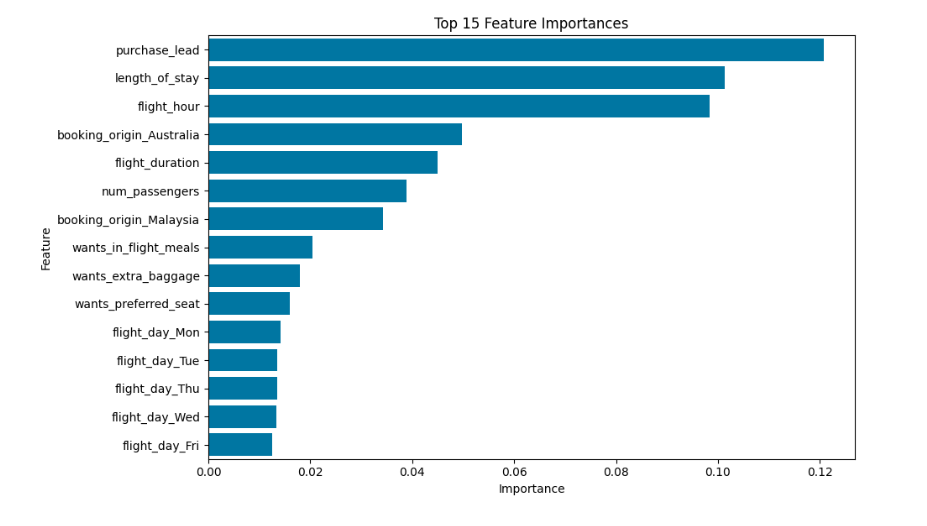 Top 15 Feature Importances
purchase_lead
length_of_stay
flight_hour
booking_origin_Australia
flight_duration
num_passengers
booking_origin_Malaysia
wants_in_flight_meals
wants_extra_baggage
wants_preferred_seat
flight_day_Mon
flight_day_Tue
flight_day_Thu
flight_day_Wed
flight_day_Fri
Feature
0.00 0.02 0.04 0.06 0.08 0.10 0.12
Importance